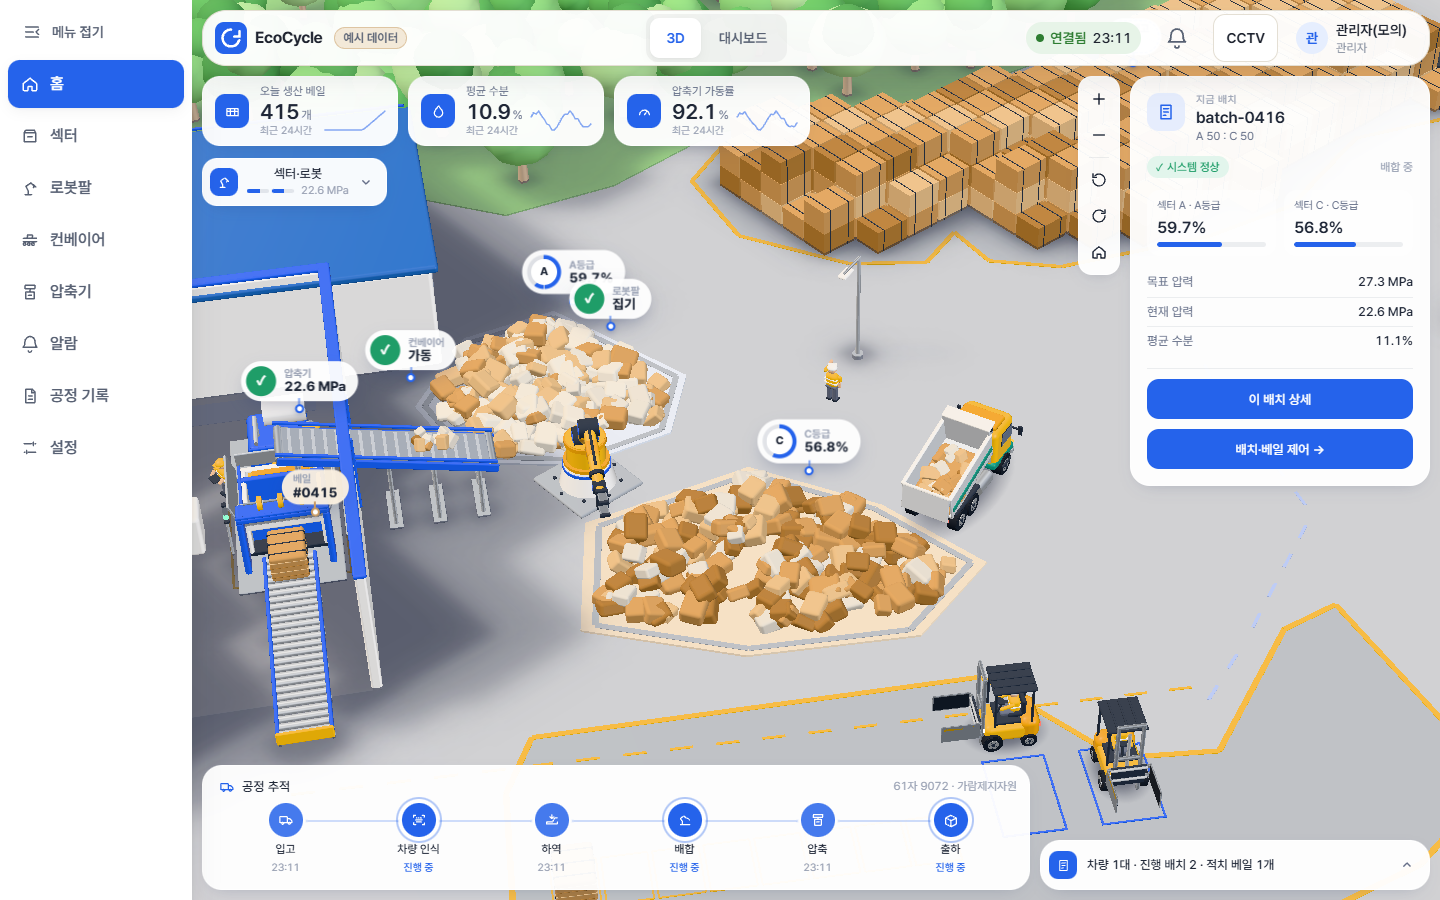 메뉴 접기
홈
섹터
로봇팔
컨베이어
압축기
알람
공정 기록
설정
EcoCycle
예시 데이터
3D
대시보드
연결됨 23:11
CCTV
관
관리자(모의)
관리자
오늘 생산 베일
415개
최근 24시간
평균 수분
10.9%
최근 24시간
압축기 가동률
92.1%
최근 24시간
섹터·로봇
22.6 MPa
지금 배치
batch-0416
A 50 : C 50
✓ 시스템 정상
배합 중
섹터 A · A등급
59.7%
섹터 C · C등급
56.8%
목표 압력
27.3 MPa
현재 압력
22.6 MPa
평균 수분
11.1%
이 배치 상세
배치·베일 제어 →
A
A등급
59.7%
로봇팔
집기
컨베이어
가동
압축기
22.6 MPa
베일
#0415
C
C등급
56.8%
공정 추적
61자 9072 · 가람제지자원
입고
23:11
차량 인식
진행 중
하역
23:11
배합
진행 중
압축
23:11
출하
진행 중
차량 1대 · 진행 배치 2 · 적치 베일 1개